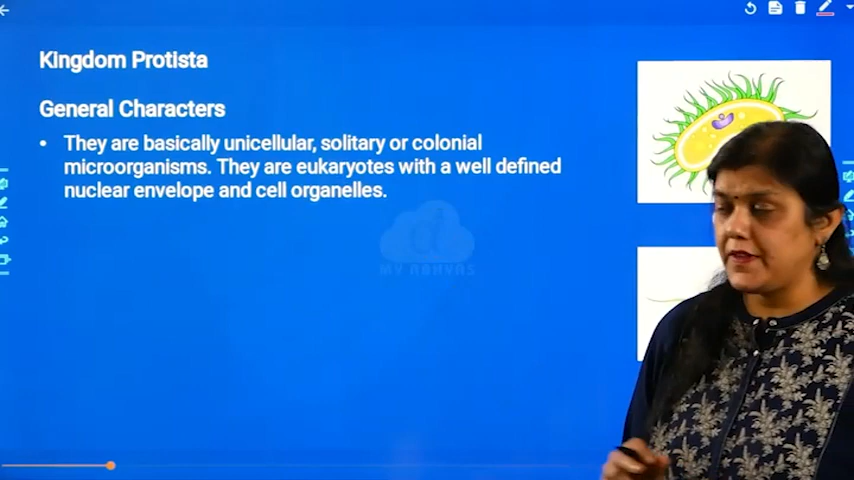 Kingdom Protista
General Characters
• They are basically unicellular, solitary or colonial
microorganisms. They are eukaryotes with a well defined
nuclear envelope and cell organelles.